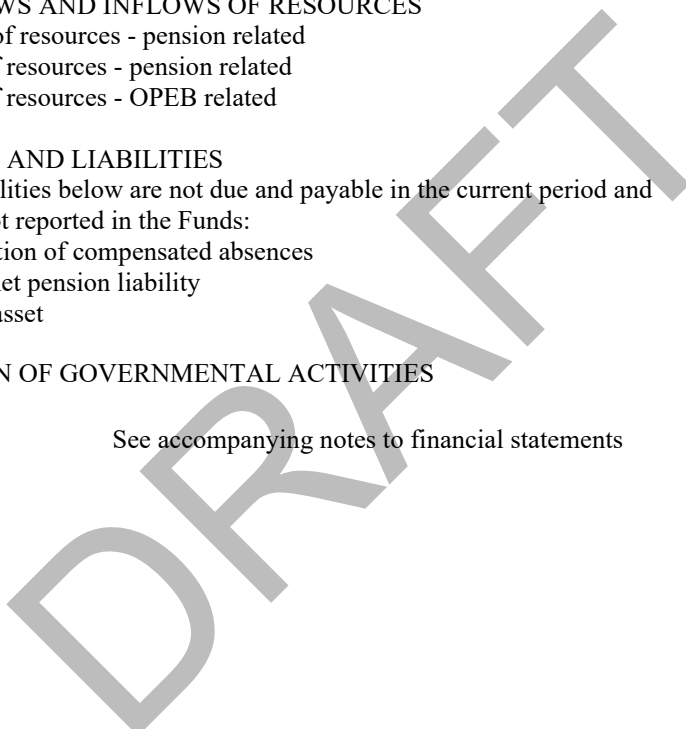 WS AND INFLOWS OF RESOURCES
of resources - pension related
resources - pension related
resources - OPEB related
AND LIABILITIES
lities below are not due and payable in the current period and
t reported in the Funds:
tion of compensated absences
et pension liability
asset
N OF GOVERNMENTAL ACTIVITIES
See accompanying notes to financial statements
DRAFT